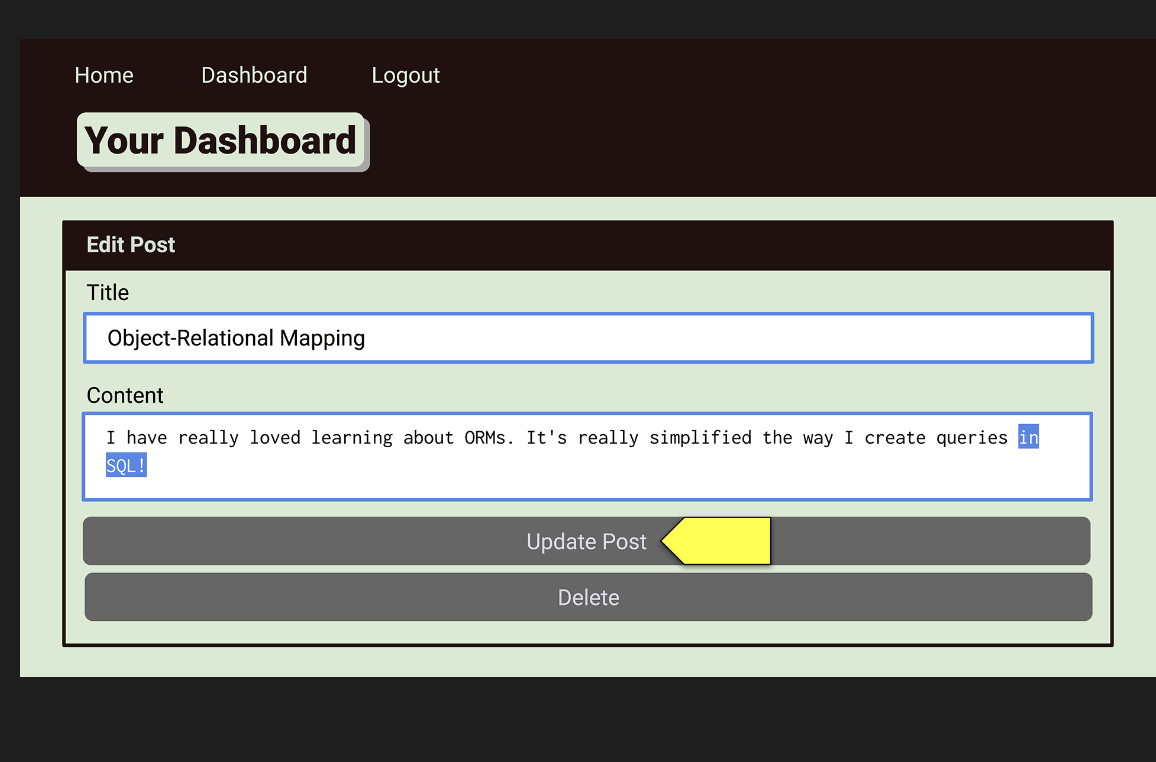 Home Dashboard Logout
Your Dashboard
Edit Post
Title
Object-Relational Mapping
Content
I have really loved learning about ORMs. It's really simplified the way I create queries in
SQL!
Update Post
Delete